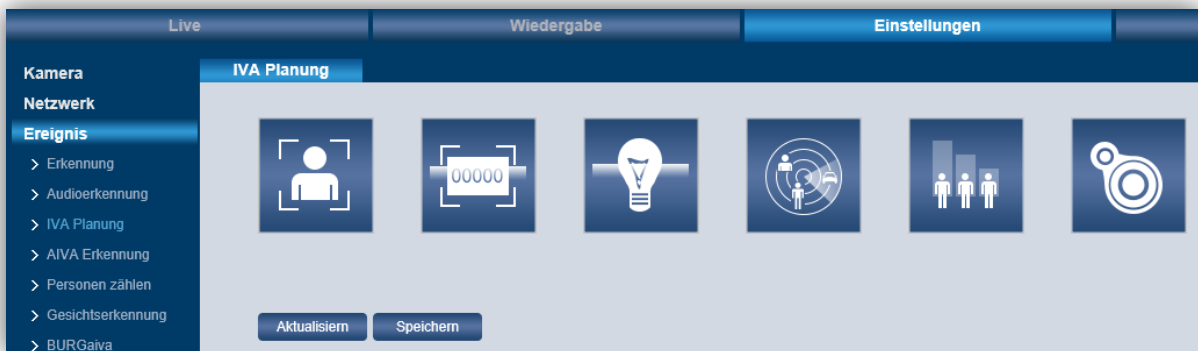 Live Wiedergabe Einstellungen
Kamera
Netzwerk
Ereignis
Erkennung
Audioerkennung
IVA Planung
AIVA Erkennung
Personen zählen
Gesichtserkennung
BURGaiva
IVA Planung
00000
Aktualisiern Speichern